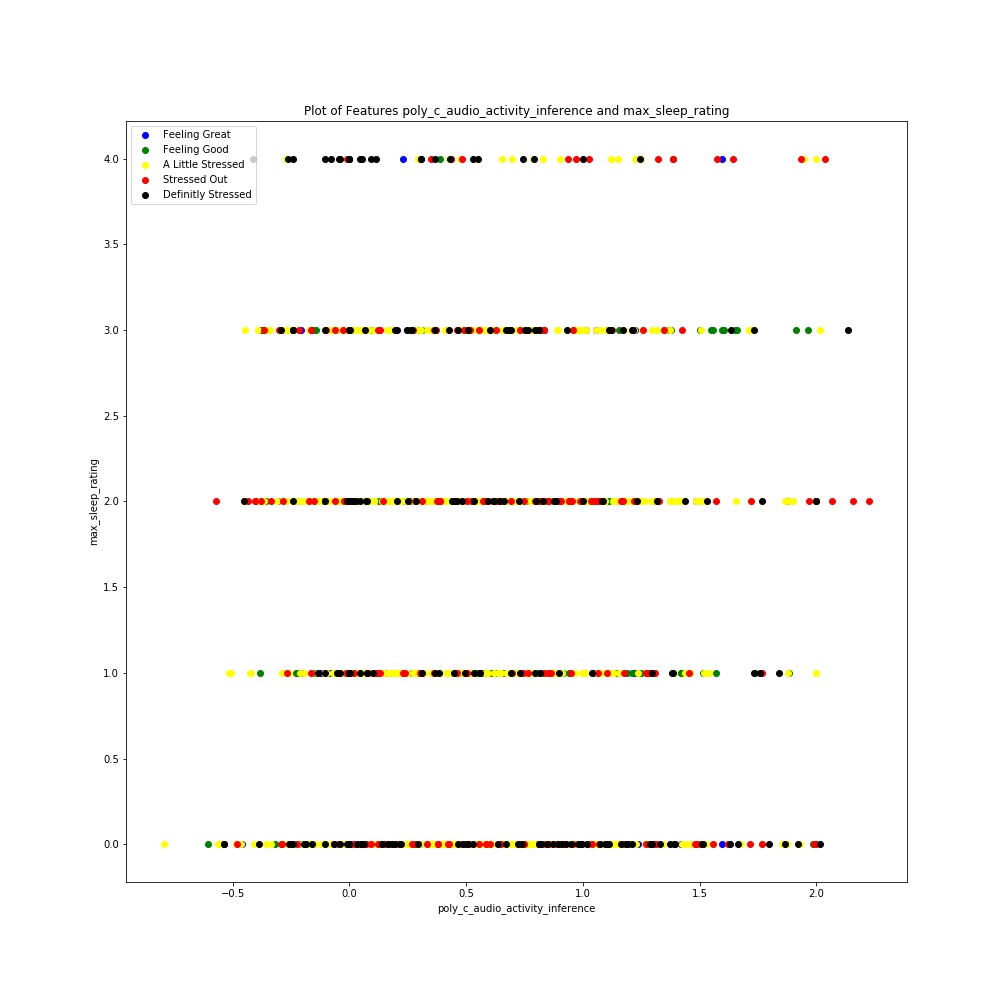 Plot of Features poly_c_audio_activity_inference and max_sleep_rating
Feeling Great
Feeling Good
A Little Stressed
Stressed Out
Definitly Stressed
4.0
3.5
3.0
2.5
2.0
1.5
1.0
0.5
0.0
max_sleep_rating
−0.5 0.0 0.5 1.0 1.5 2.0
poly_c_audio_activity_inference